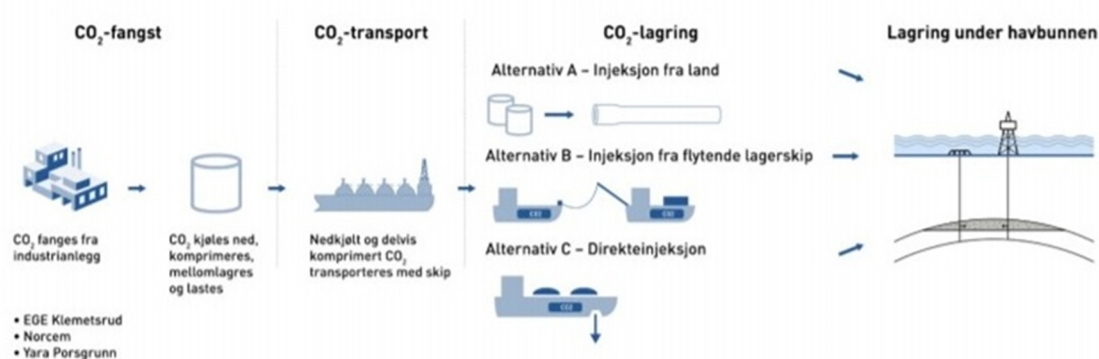 CO₂-fangst
CO₂-transport
CO₂-lagring
Lagring under havbunnen
Alternativ A – Injeksjon fra land
Alternativ B – Injeksjon fra flytende lagerskip
Alternativ C – Direkteinjeksjon
CO₂ fanges fra
industrianlegg
CO₂ kjøles ned,
komprimeres,
mellomlagres
og lastes
Nedkjølt og delvis
komprimert CO₂
transporteres med skip
• EGE Klemetsrud
• Norcem
• Yara Porsgrunn